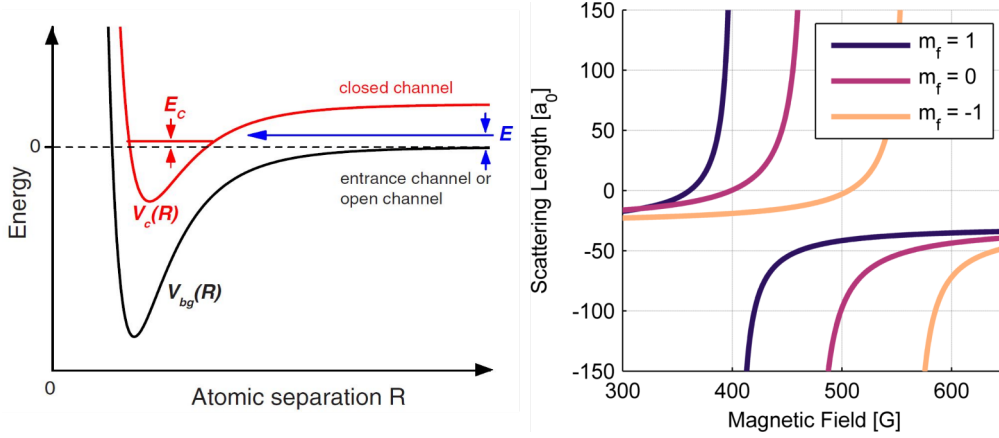 closed channel
E_C
E
0
entrance channel or
open channel
V_c(R)
V_bg(R)
Energy
0
Atomic separation R
150
100
50
0
-50
-100
-150
300
400
500
600
Scattering Length [a_0]
Magnetic Field [G]
m_f = 1
m_f = 0
m_f = -1